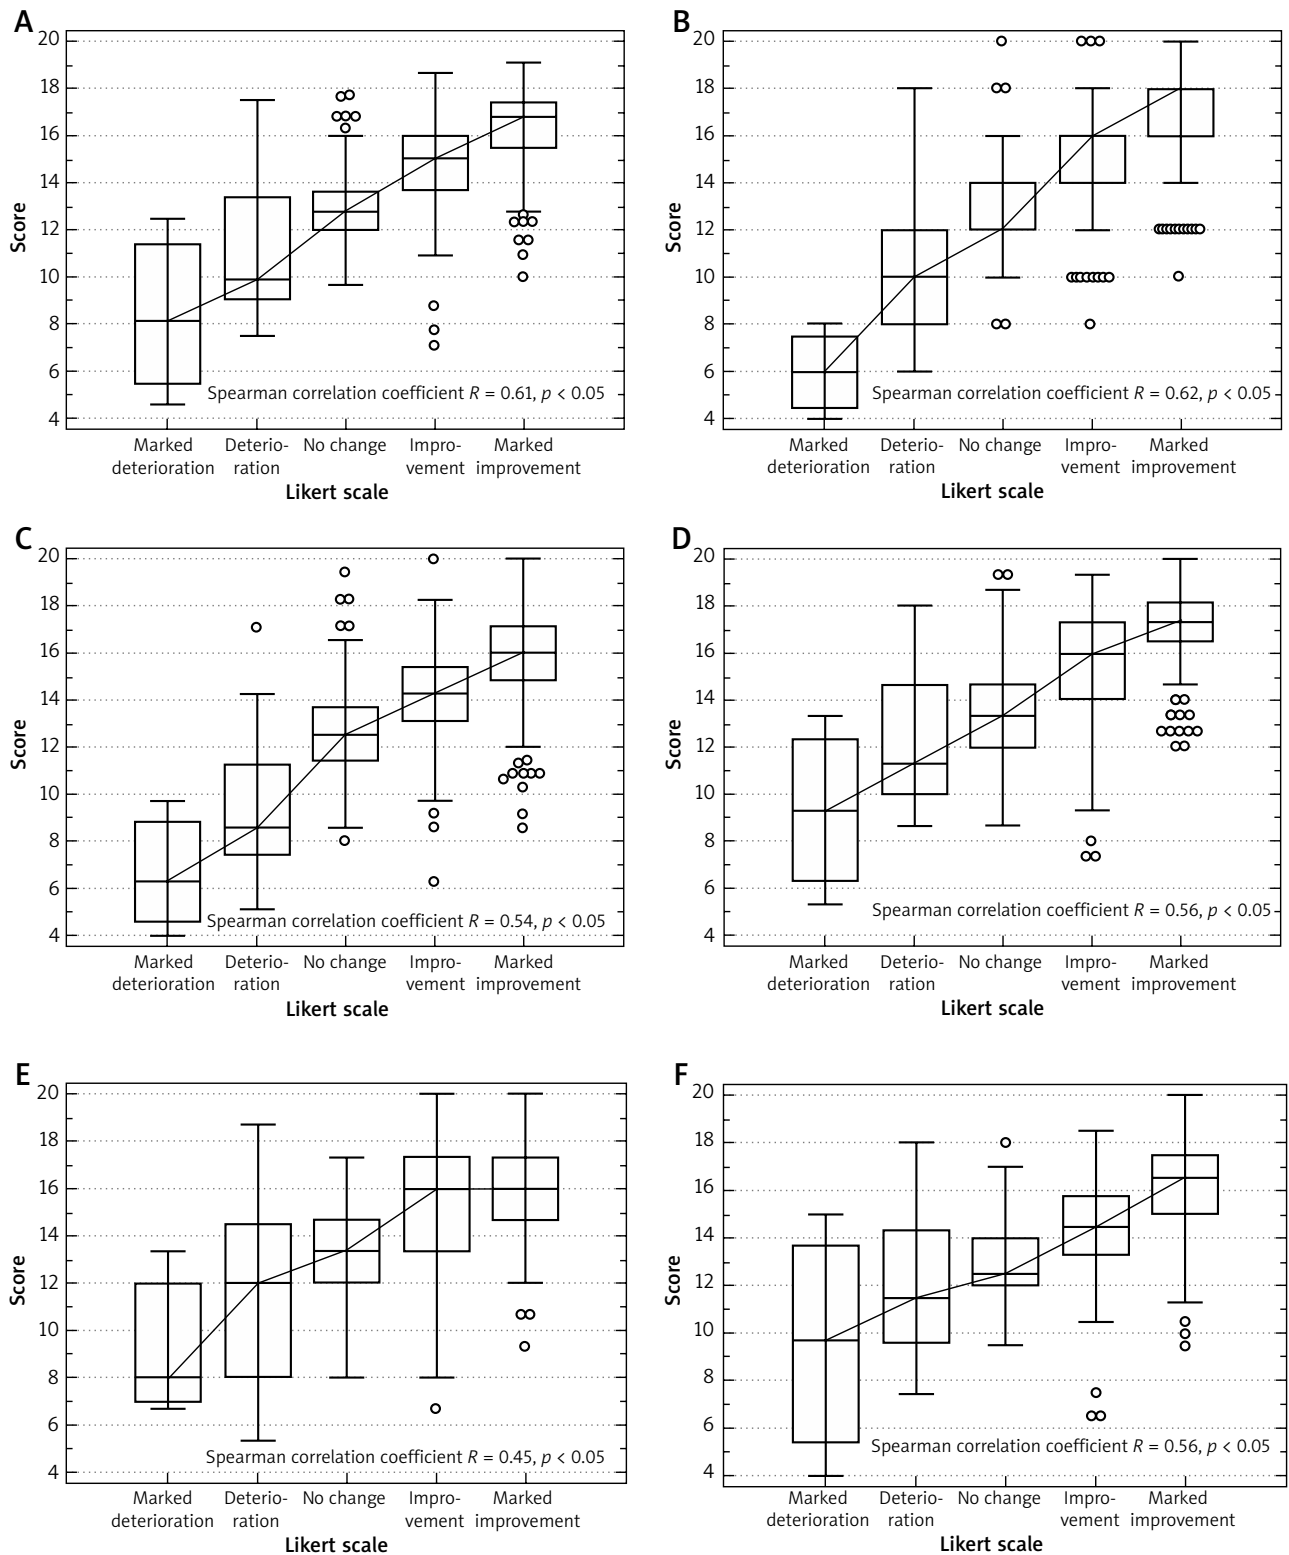 A
20
18
16
14
12
10
8
6
4
Score
Spearman correlation coefficient R = 0.61, p < 0.05
Marked deterioration
Deterio-
ration
No change
Impro-
vement
Marked improvement
Likert scale
B
20
18
16
14
12
10
8
6
4
Score
Spearman correlation coefficient R = 0.62, p < 0.05
Marked deterioration
Deterio-
ration
No change
Impro-
vement
Marked improvement
Likert scale
C
20
18
16
14
12
10
8
6
4
Score
Spearman correlation coefficient R = 0.54, p < 0.05
Marked deterioration
Deterio-
ration
No change
Impro-
vement
Marked improvement
Likert scale
D
20
18
16
14
12
10
8
6
4
Score
Spearman correlation coefficient R = 0.56, p < 0.05
Marked deterioration
Deterio-
ration
No change
Impro-
vement
Marked improvement
Likert scale
E
20
18
16
14
12
10
8
6
4
Score
Spearman correlation coefficient R = 0.45, p < 0.05
Marked deterioration
Deterio-
ration
No change
Impro-
vement
Marked improvement
Likert scale
F
20
18
16
14
12
10
8
6
4
Score
Spearman correlation coefficient R = 0.56, p < 0.05
Marked deterioration
Deterio-
ration
No change
Impro-
vement
Marked improvement
Likert scale